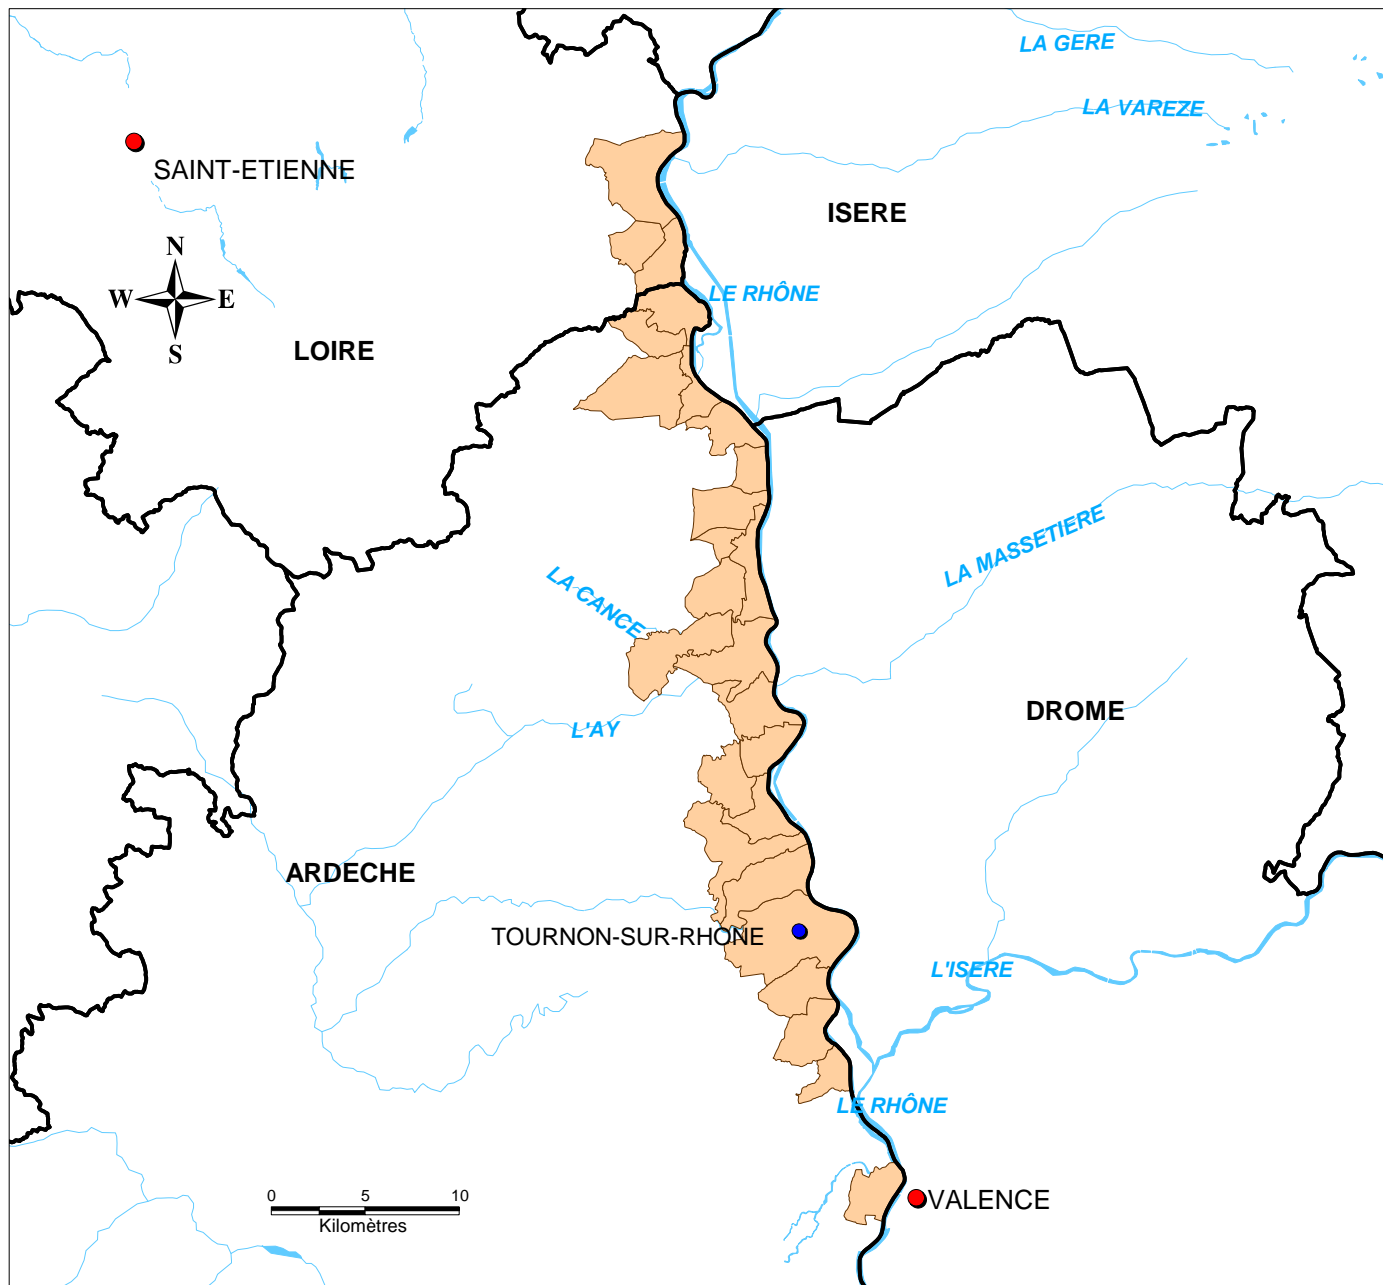 LA GERE
LA VAREZE
SAINT-ETIENNE
ISERE
N
W E
S
LE RHÔNE
LOIRE
LA MASSETIERE
LA CANCE
DROME
L'AY
ARDECHE
TOURNON-SUR-RHONE
L'ISERE
LE RHÔNE
0 5 10
Kilomètres
VALENCE